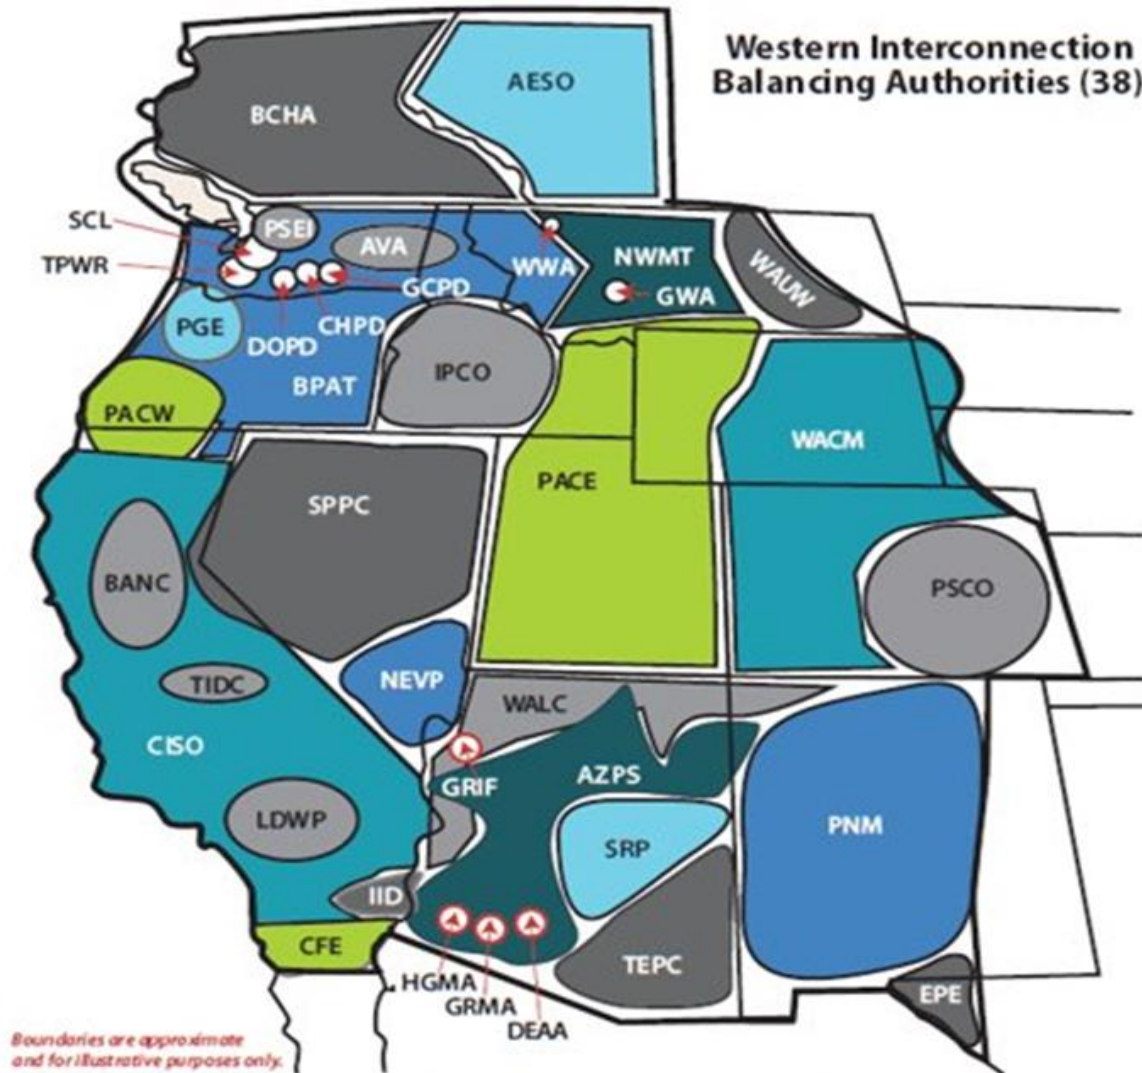 Western Interconnection
Balancing Authorities (38)
AESO
BCHA
SCL
PSEI
AVA
TPWR
WWA
NWMT
WAUW
GCPD
GWA
PGE
CHPD
DOPD
BPAT
IPCO
PACW
WACM
PACE
SPPC
BANC
PSCO
NEVP
TIDC
WALC
CISO
GRIF
AZPS
LDWP
PNM
SRP
IID
CFE
TEPC
HGMA
GRMA
EPE
DEAA
Boundaries are approximate
and for illustrative purposes only.